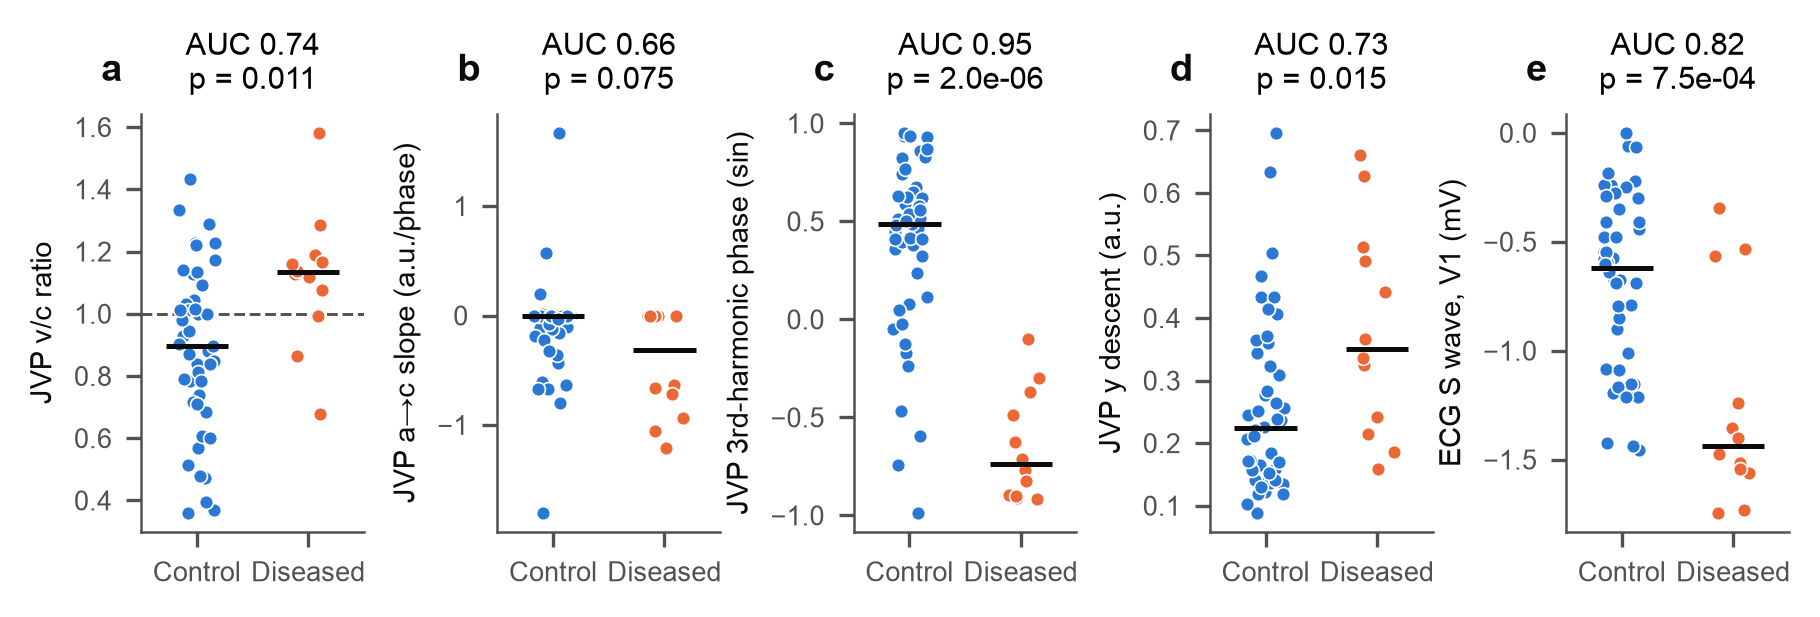 a
AUC 0.74
p = 0.011
JVP v/c ratio
1.6
1.4
1.2
1.0
0.8
0.6
0.4
Control Diseased
b
AUC 0.66
p = 0.075
JVP a→c slope (a.u./phase)
1
0
−1
Control Diseased
c
AUC 0.95
p = 2.0e-06
JVP 3rd-harmonic phase (sin)
1.0
0.5
0.0
−0.5
−1.0
Control Diseased
d
AUC 0.73
p = 0.015
JVP y descent (a.u.)
0.7
0.6
0.5
0.4
0.3
0.2
0.1
Control Diseased
e
AUC 0.82
p = 7.5e-04
ECG S wave, V1 (mV)
0.0
−0.5
−1.0
−1.5
Control Diseased